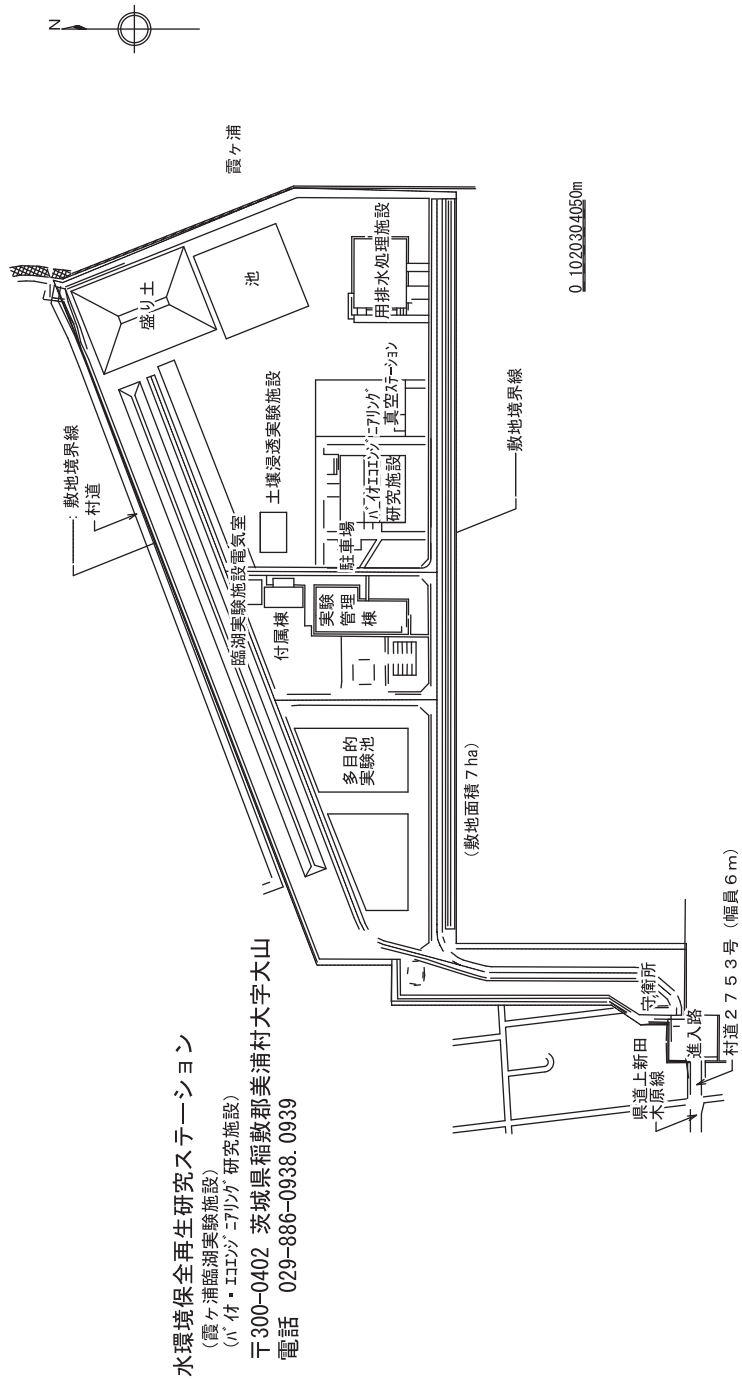 水環境保全再生研究ステーション
(霞ヶ浦臨湖実験施設)
(ﾊﾞｲｵ・ｴｺｴﾝｼﾞﾆｱﾘﾝｸﾞ研究施設)
〒300-0402 茨城県稲敷郡美浦村大字大山
電話 029-886-0938.0939
：敷地境界線
村道
霞ヶ浦
N
盛り土
池
土壌浸透実験施設
臨湖実験施設電気室
付属棟
実験
管理
棟
駐車場
ﾊﾞｲｵｴｺｴﾝｼﾞﾆｱﾘﾝｸﾞ
研究施設
真空ｽﾃｰｼｮﾝ
用排水処理施設
多目的
実験池
敷地境界線
(敷地面積７ha)
0 1020304050m
守衛所
進入路
県道上新田
木原線
村道２７５３号（幅員６m）